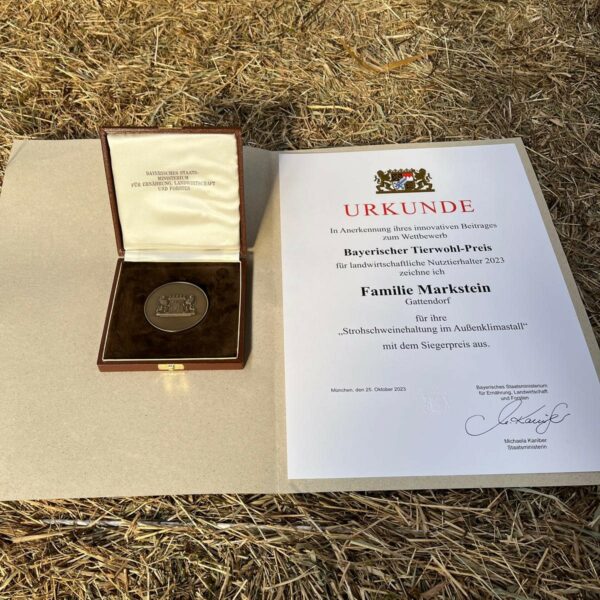 BAYERISCHES STAATS-
MINISTERIUM
FÜR ERNÄHRUNG, LANDWIRTSCHAFT
UND FORSTEN
URKUNDE
In Anerkennung ihres innovativen Beitrages
zum Wettbewerb
Bayerischer Tierwohl-Preis
für landwirtschaftliche Nutztierhalter 2023
zeichne ich
Familie Markstein
Gattendorf
für ihre
„Strohschweinehaltung im Außenklimastall“
mit dem Siegerpreis aus.
München, den 25. Oktober 2023
Bayerisches Staatsministerium
für Ernährung, Landwirtschaft
und Forsten
Michaela Kaniber
Staatsministerin